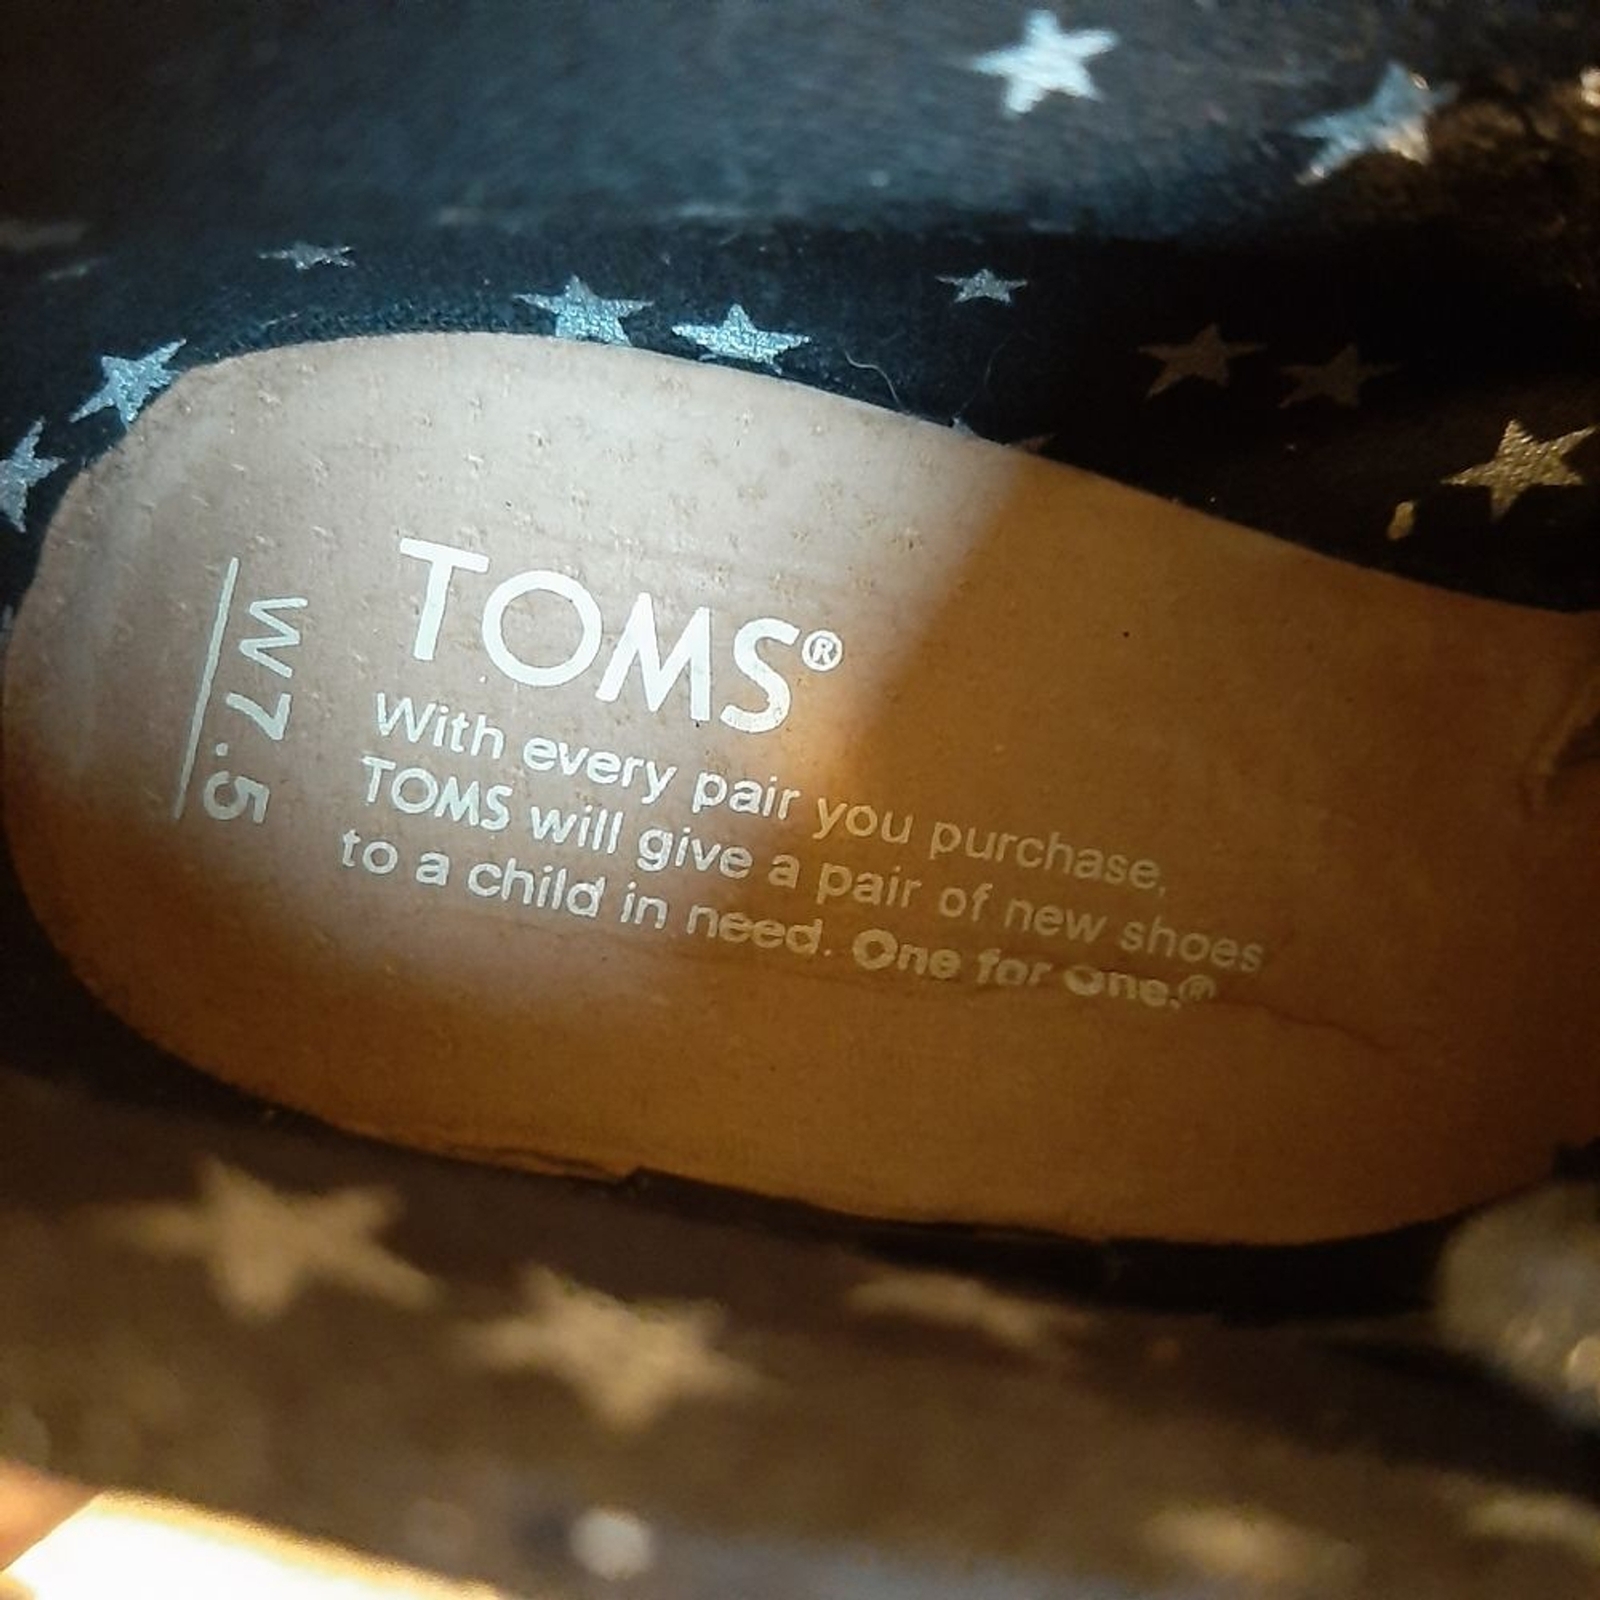 TOMS®
With every pair you purchase,
TOMS will give a pair of new shoes
to a child in need. One for One.®
W7.5